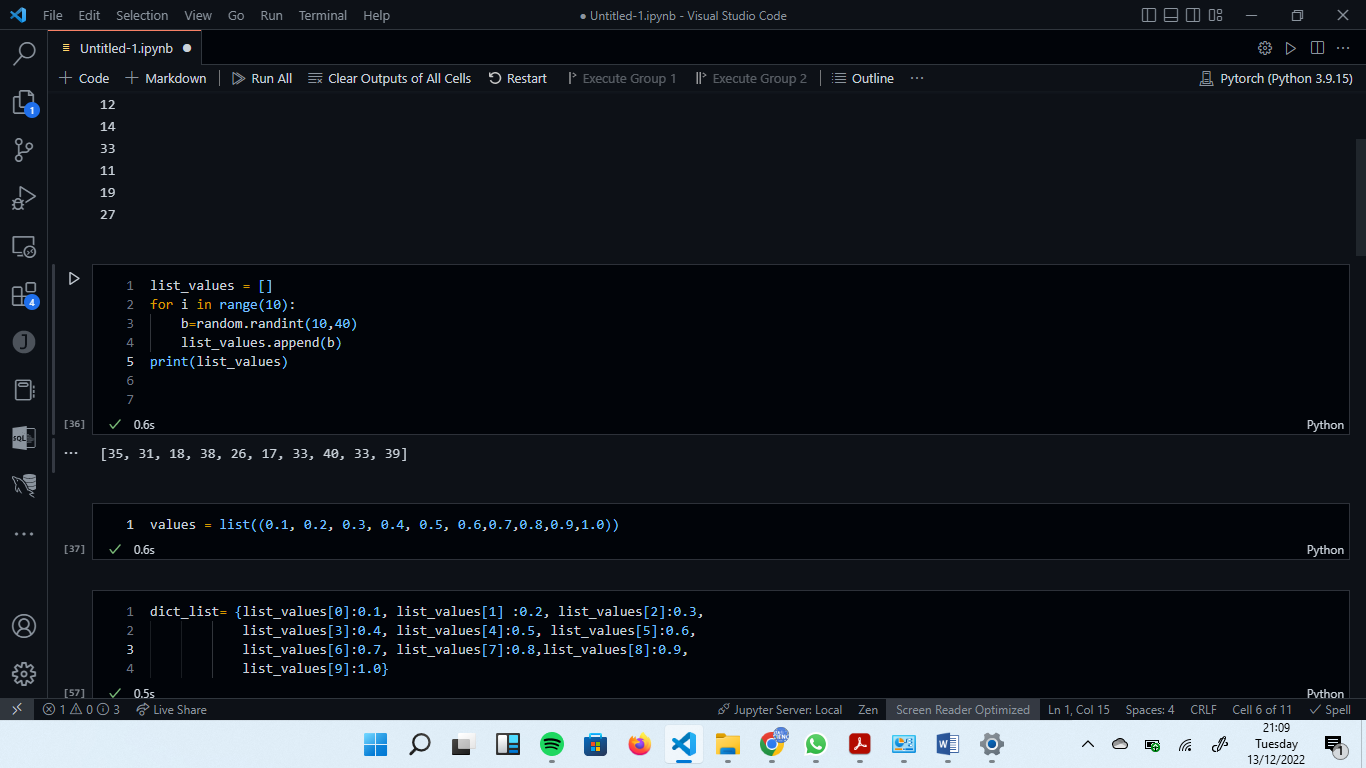 File Edit Selection View Go Run Terminal Help ● Untitled-1.ipynb - Visual Studio Code
Untitled-1.ipynb
Code Markdown Run All Clear Outputs of All Cells Restart Execute Group 1 Execute Group 2 Outline ··· Pytorch (Python 3.9.15)
12
14
33
11
19
27
1 list_values = []
2 for i in range(10):
3 b=random.randint(10,40)
4 list_values.append(b)
5 print(list_values)
6
7
[36] 0.6s Python
[35, 31, 18, 38, 26, 17, 33, 40, 33, 39]
1 values = list((0.1, 0.2, 0.3, 0.4, 0.5, 0.6,0.7,0.8,0.9,1.0))
[37] 0.6s Python
1 dict_list= {list_values[0]:0.1, list_values[1] :0.2, list_values[2]:0.3,
2 list_values[3]:0.4, list_values[4]:0.5, list_values[5]:0.6,
3 list_values[6]:0.7, list_values[7]:0.8,list_values[8]:0.9,
4 list_values[9]:1.0}
[57] 0.5s Python
1
4
J
SQL
1 0 3 Live Share Jupyter Server: Local Zen Screen Reader Optimized Ln 1, Col 15 Spaces: 4 CRLF Cell 6 of 11 Spell
21:09
Tuesday
13/12/2022
1